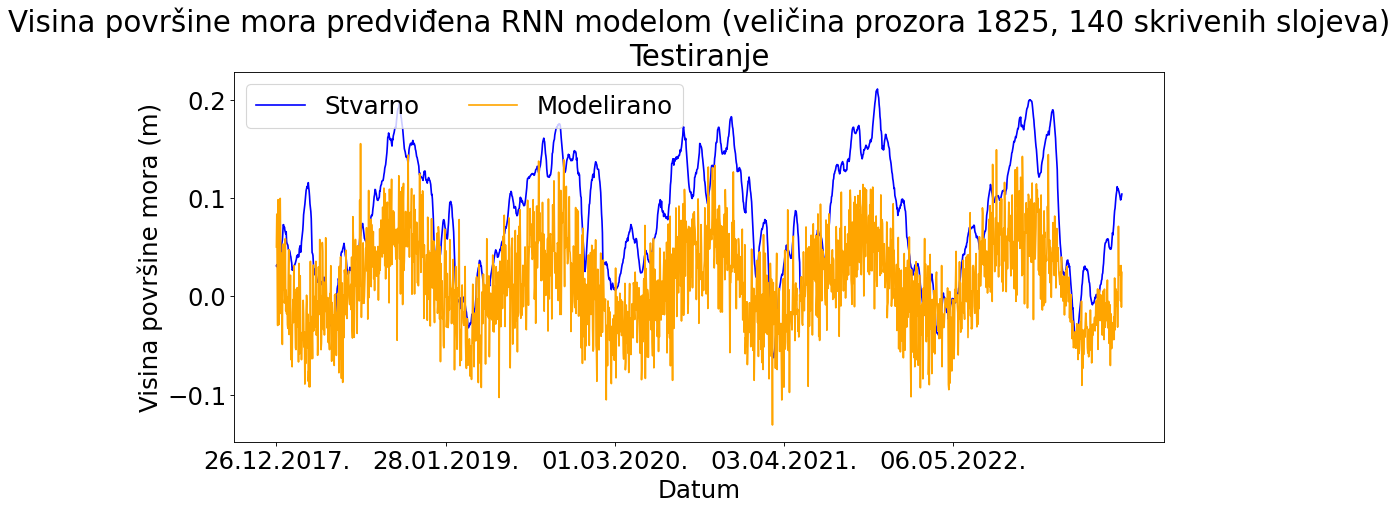 Visina površine mora predviđena RNN modelom (veličina prozora 1825, 140 skrivenih slojeva)
Testiranje
Stvarno
Modelirano
Visina površine mora (m)
0.2
0.1
0.0
−0.1
26.12.2017.
28.01.2019.
01.03.2020.
03.04.2021.
06.05.2022.
Datum